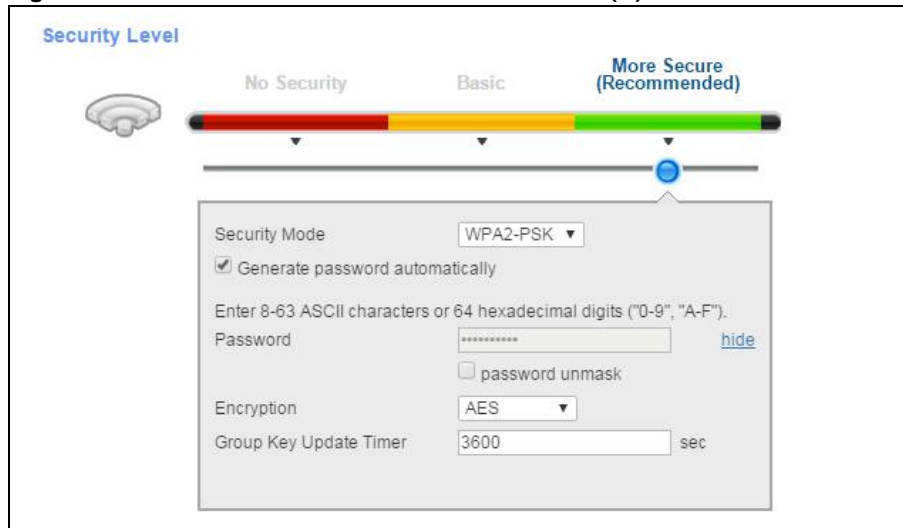 Security Level
No Security Basic More Secure (Recommended)
Security Mode WPA2-PSK
Generate password automatically
Enter 8-63 ASCII characters or 64 hexadecimal digits ("0-9", "A-F").
Password •••••••••• hide
password unmask
Encryption AES
Group Key Update Timer 3600 sec